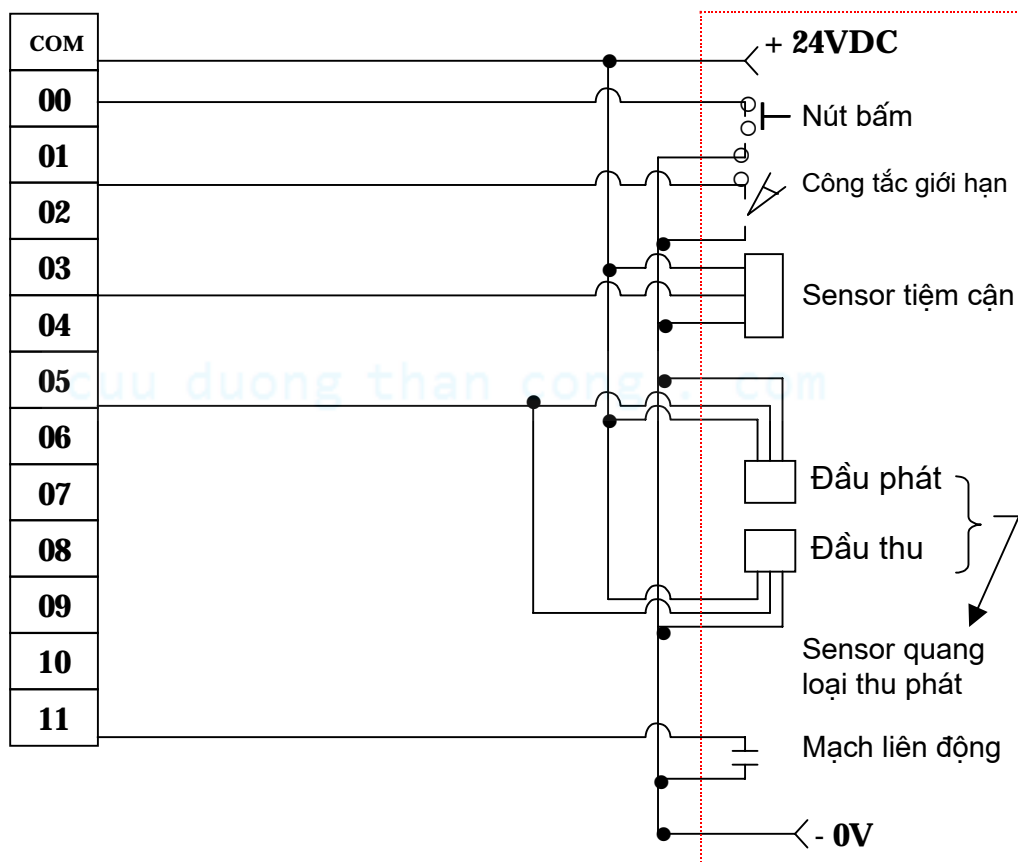 COM
+ 24VDC
00
Nút bấm
01
Công tắc giới hạn
02
03
Sensor tiệm cận
04
05
cuu duong than cong . com
06
07
Đầu phát
08
Đầu thu
09
10
Sensor quang
loại thu phát
11
Mạch liên động
- 0V